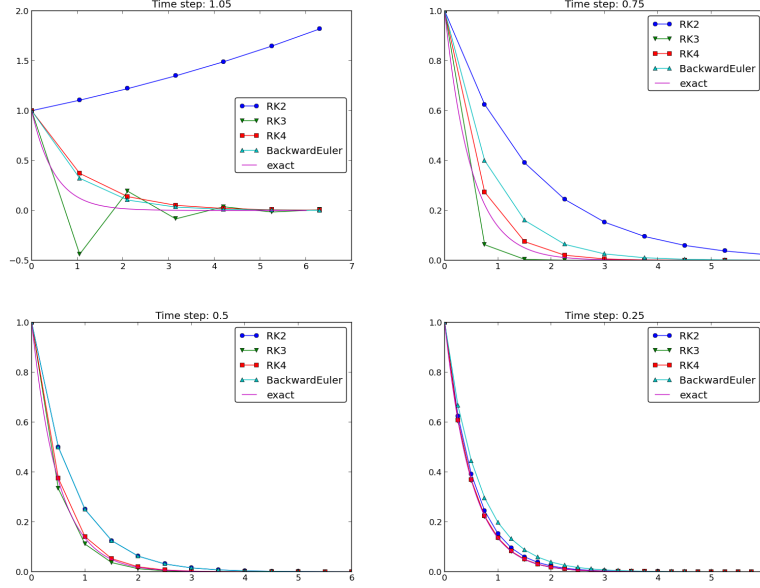 Time step: 1.05
2.0
1.5
1.0
0.5
0.0
−0.5
0 1 2 3 4 5 6 7
RK2
RK3
RK4
BackwardEuler
exact
Time step: 0.75
1.0
0.8
0.6
0.4
0.2
0.0
0 1 2 3 4 5
RK2
RK3
RK4
BackwardEuler
exact
Time step: 0.5
1.0
0.8
0.6
0.4
0.2
0.0
0 1 2 3 4 5 6
RK2
RK3
RK4
BackwardEuler
exact
Time step: 0.25
1.0
0.8
0.6
0.4
0.2
0.0
0 1 2 3 4 5
RK2
RK3
RK4
BackwardEuler
exact